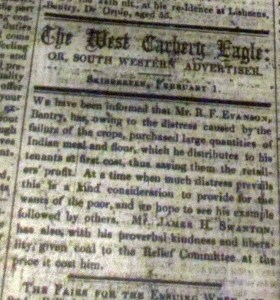 Bantry, Dr. Orpin, aged 55.
The West Carbery Eagle:
OR, SOUTH WESTERN ADVERTISER.
SKIBBEREEN, FEBRUARY 1.
We have been informed that Mr. R. F. EVANSON,
Bantry, has, owing to the distress caused by the
failure of the crops, purchased large quantities of
Indian meal and flour, which he distributes to his
tenants at first cost, thus saving them the retail-
ers' profit. At a time when much distress prevails
this is a kind consideration to provide for the
wants of the poor, and we hope to see his example
followed by others. Mr. JAMES H. SWANTON
has also, with his proverbial kindness and libera-
lity, given coal to the Relief Committee at the
price it cost him.
THE FAIRS FOR THE ENSUING